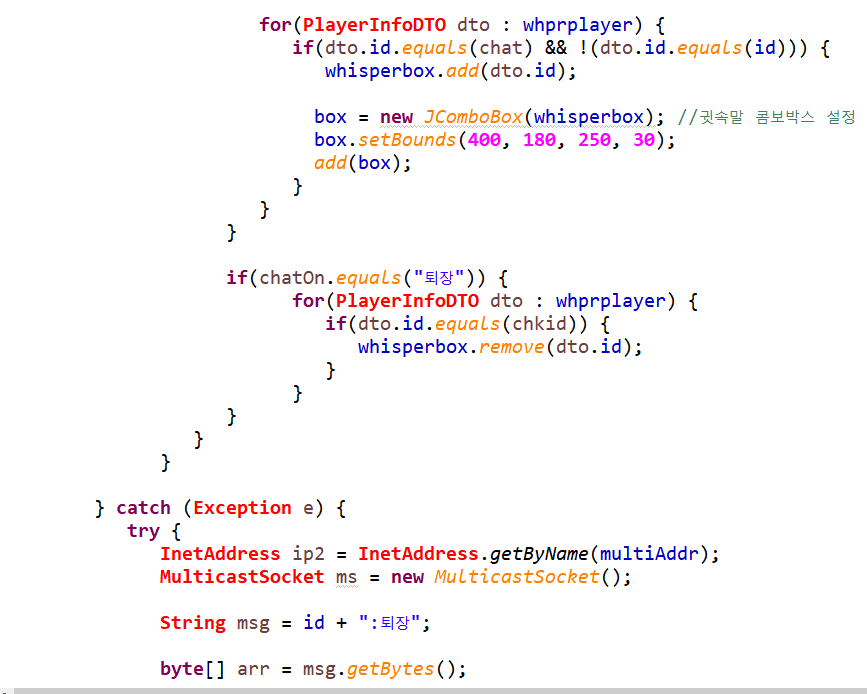 for(PlayerInfoDTO dto : whprplayer) {
if(dto.id.equals(chat) && !(dto.id.equals(id))) {
whisperbox.add(dto.id);
box = new JComboBox(whisperbox); //귓속말 콤보박스 설정
box.setBounds(400, 180, 250, 30);
add(box);
}
}
}
if(chatOn.equals("퇴장")) {
for(PlayerInfoDTO dto : whprplayer) {
if(dto.id.equals(chkid)) {
whisperbox.remove(dto.id);
}
}
}
}
}
} catch (Exception e) {
try {
InetAddress ip2 = InetAddress.getByName(multiAddr);
MulticastSocket ms = new MulticastSocket();
String msg = id + ":퇴장";
byte[] arr = msg.getBytes();